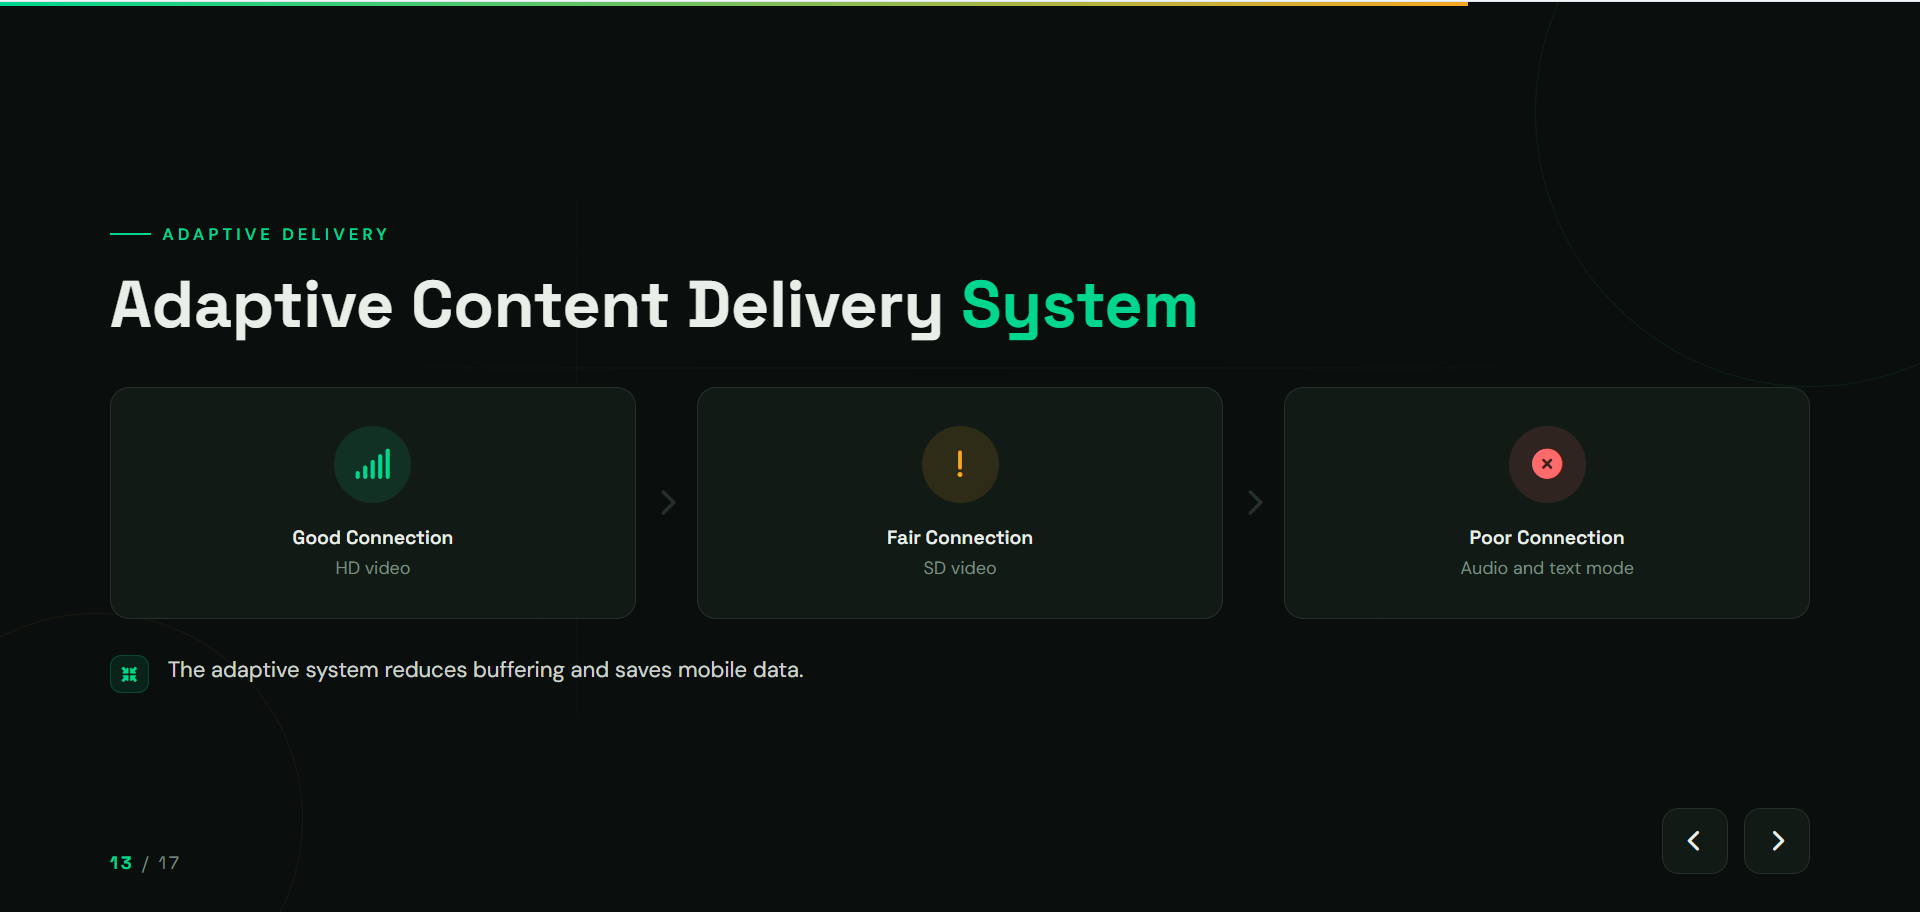 ADAPTIVE DELIVERY
Adaptive Content Delivery System
Good Connection
HD video
Fair Connection
SD video
Poor Connection
Audio and text mode
The adaptive system reduces buffering and saves mobile data.
13 / 17